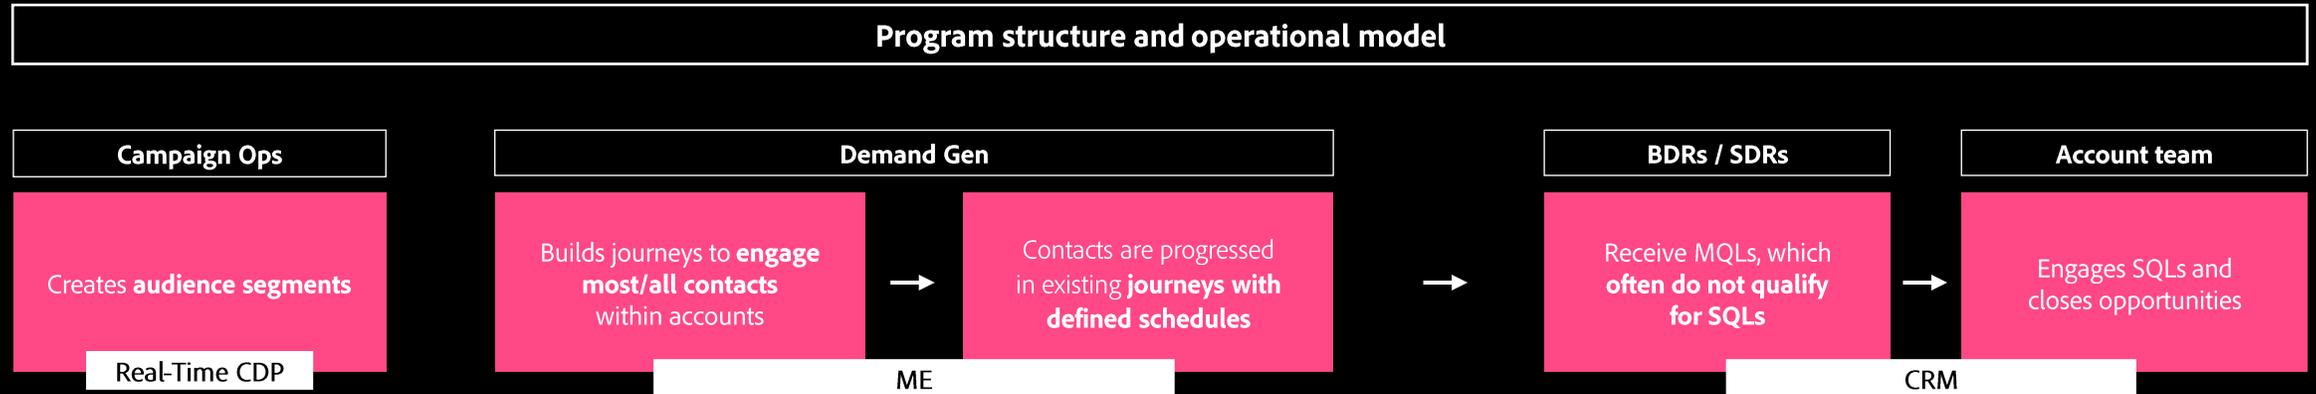 Program structure and operational model
Campaign Ops
Creates audience segments
Real-Time CDP
Demand Gen
Builds journeys to engage
most/all contacts
within accounts
Contacts are progressed
in existing journeys with
defined schedules
ME
BDRs / SDRs
Receive MQLs, which
often do not qualify
for SQLs
Account team
Engages SQLs and
closes opportunities
CRM